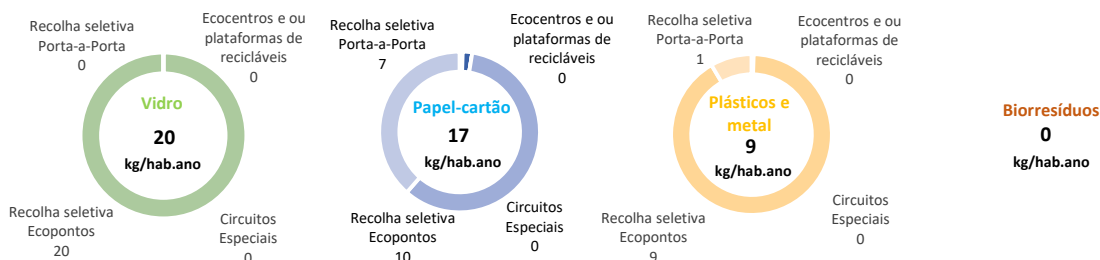 Recolha seletiva
Porta-a-Porta
0
Ecocentros e ou
plataformas de
recicláveis
0
Vidro
20
kg/hab.ano
Recolha seletiva
Ecopontos
20
Circuitos
Especiais
0
Recolha seletiva
Porta-a-Porta
7
Ecocentros e ou
plataformas de
recicláveis
0
Papel-cartão
17
kg/hab.ano
Recolha seletiva
Ecopontos
10
Circuitos
Especiais
0
Recolha seletiva
Porta-a-Porta
1
Ecocentros e ou
plataformas de
recicláveis
0
Plásticos e
metal
9
kg/hab.ano
Recolha seletiva
Ecopontos
9
Circuitos
Especiais
0
Biorresíduos
0
kg/hab.ano